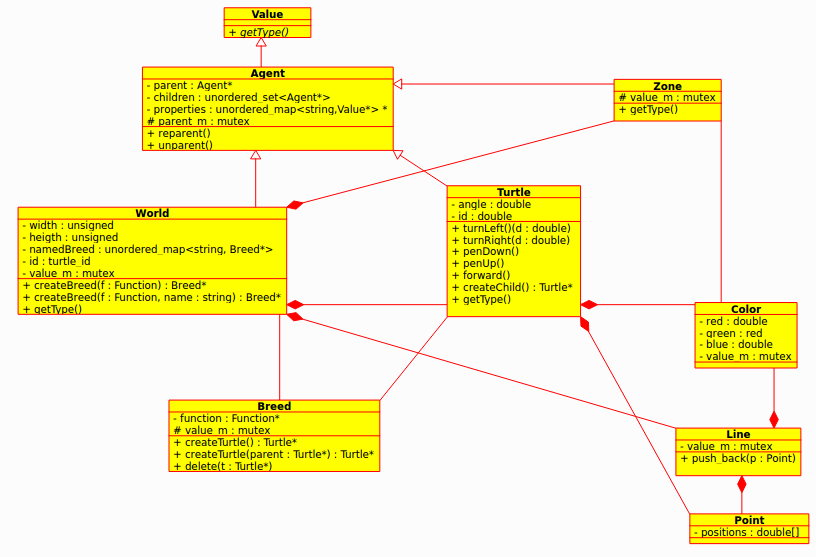 Value
+ getType()
Agent
- parent : Agent*
- children : unordered_set<Agent*>
- properties : unordered_map<string,Value*> *
# parent_m : mutex
+ reparent()
+ unparent()
Zone
# value_m : mutex
+ getType()
World
- width : unsigned
- heigth : unsigned
- namedBreed : unordered_map<string, Breed*>
- id : turtle_id
- value_m : mutex
+ createBreed(f : Function) : Breed*
+ createBreed(f : Function, name : string) : Breed*
+ getType()
Turtle
- angle : double
- id : double
+ turnLeft()(d : double)
+ turnRight(d : double)
+ penDown()
+ penUp()
+ forward()
+ createChild() : Turtle*
+ getType()
Color
- red : double
- green : red
- blue : double
- value_m : mutex
Breed
- function : Function*
# value_m : mutex
+ createTurtle() : Turtle*
+ createTurtle(parent : Turtle*) : Turtle*
+ delete(t : Turtle*)
Line
- value_m : mutex
+ push_back(p : Point)
Point
- positions : double[]